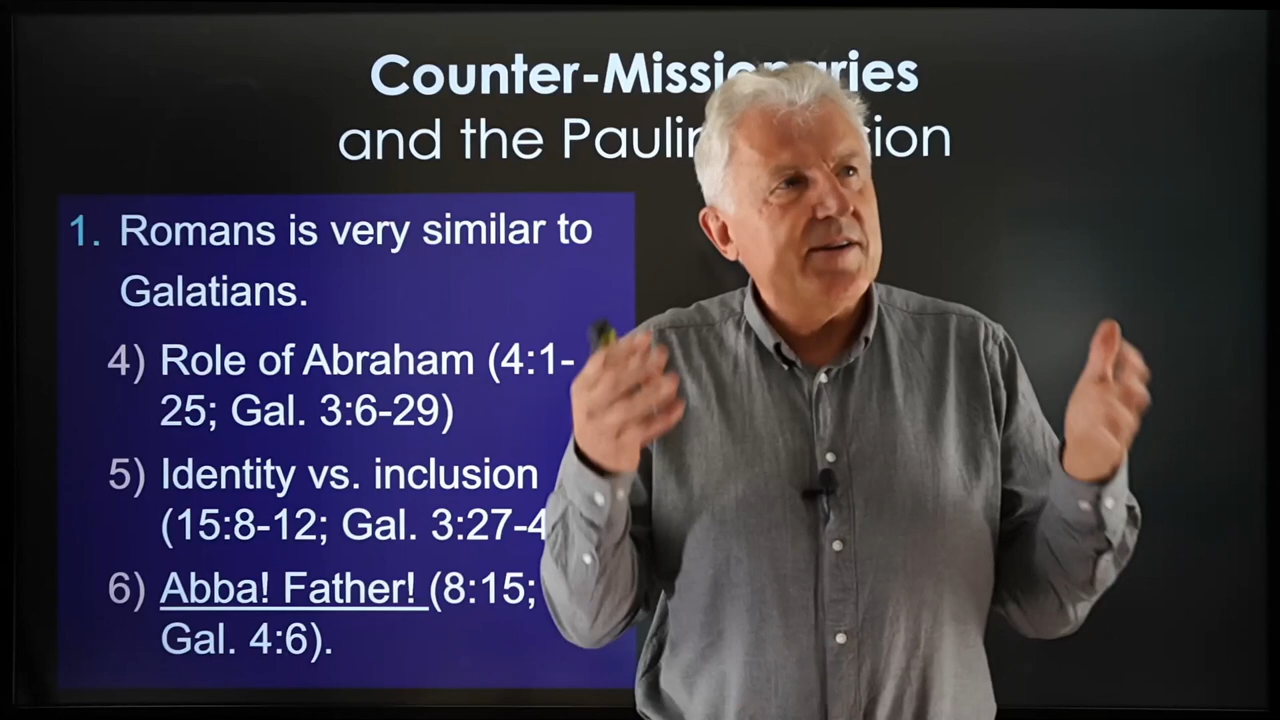 Counter-Missionaries
and the Pauline
1. Romans is very similar to
Galatians.
4) Role of Abraham (4:1-
25; Gal. 3:6-29)
5) Identity vs. inclusion
(15:8-12; Gal. 3:27-4
6) Abba! Father! (8:15;
Gal. 4:6).